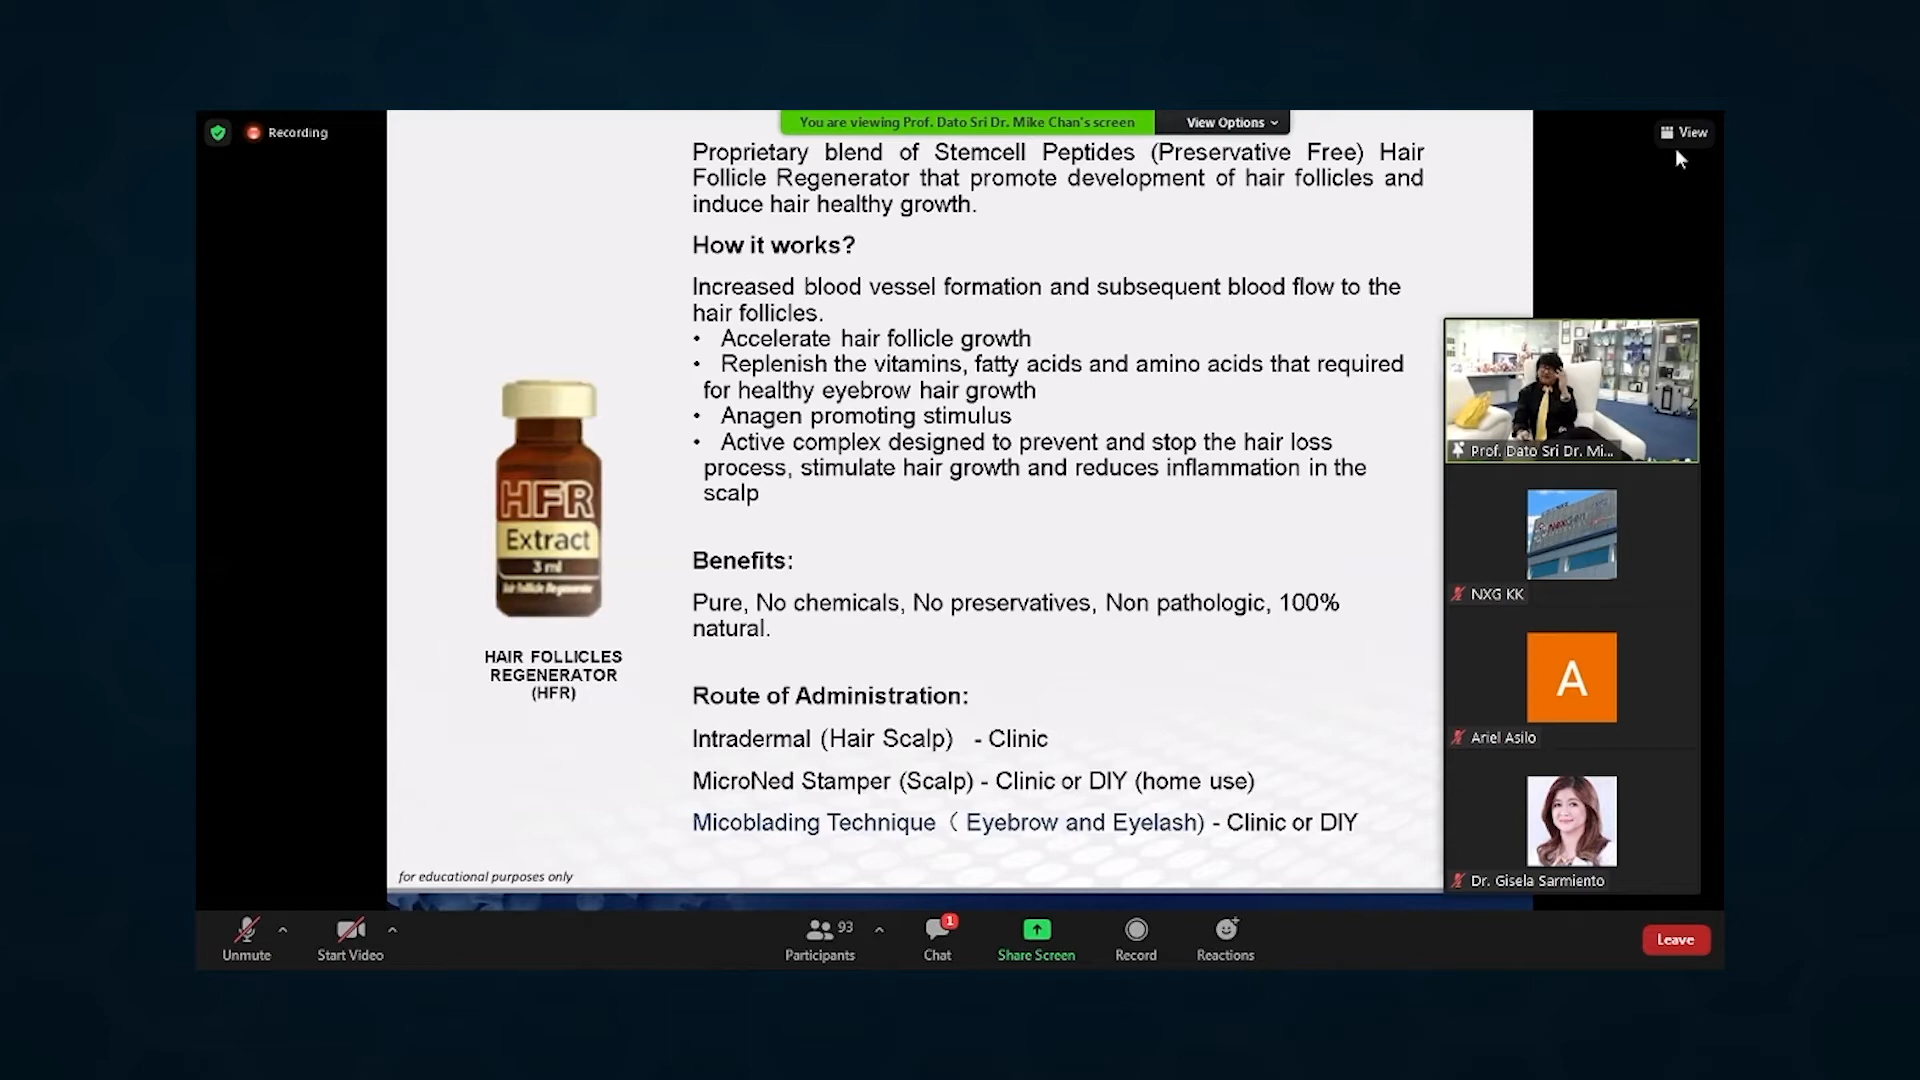 Recording
You are viewing Prof. Dato Sri Dr. Mike Chan's screen
View Options
View
Proprietary blend of Stemcell Peptides (Preservative Free) Hair
Follicle Regenerator that promote development of hair follicles and
induce hair healthy growth.
How it works?
Increased blood vessel formation and subsequent blood flow to the
hair follicles.
• Accelerate hair follicle growth
• Replenish the vitamins, fatty acids and amino acids that required
for healthy eyebrow hair growth
• Anagen promoting stimulus
• Active complex designed to prevent and stop the hair loss
process, stimulate hair growth and reduces inflammation in the
scalp
HFR
Extract
3 ml
Hair Follicle Regenerator
HAIR FOLLICLES
REGENERATOR
(HFR)
Benefits:
Pure, No chemicals, No preservatives, Non pathologic, 100%
natural.
Route of Administration:
Intradermal (Hair Scalp) - Clinic
MicroNed Stamper (Scalp) - Clinic or DIY (home use)
Micoblading Technique（ Eyebrow and Eyelash) - Clinic or DIY
for educational purposes only
Prof. Dato Sri Dr. Mi...
NXG KK
A
Ariel Asilo
Dr. Gisela Sarmiento
Unmute
Start Video
93
Participants
1
Chat
Share Screen
Record
Reactions
Leave